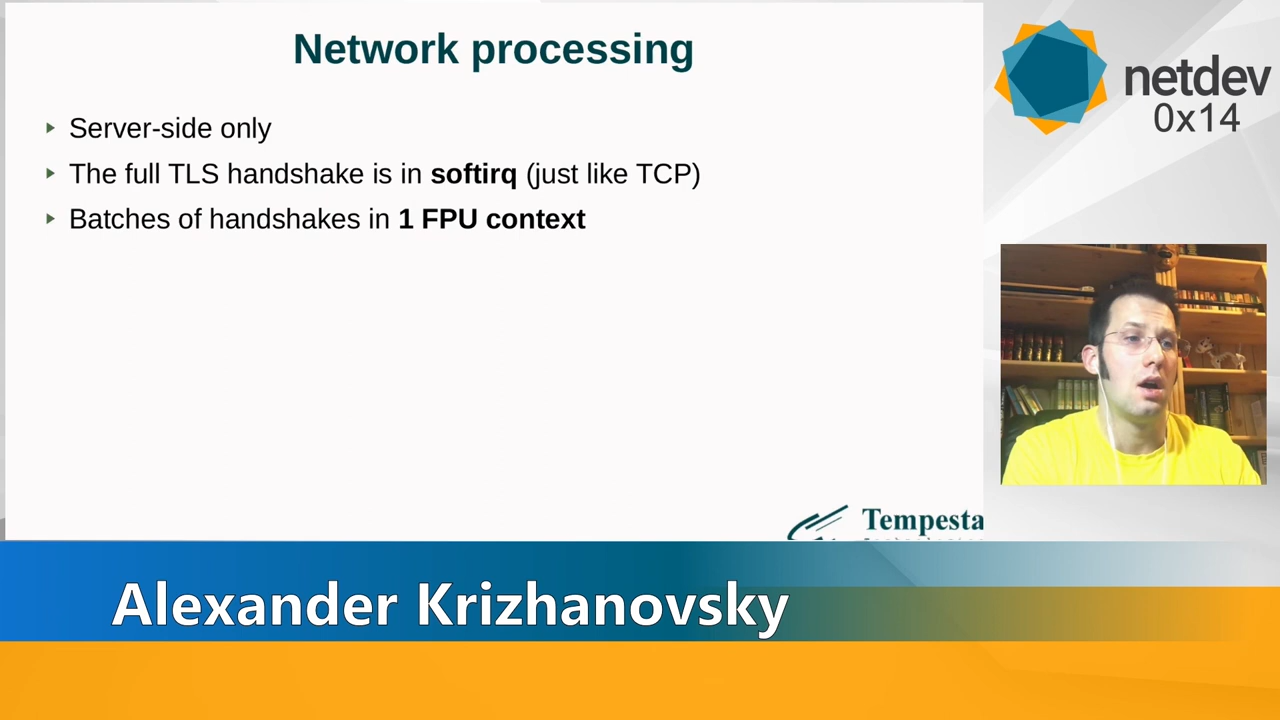 Network processing
Server-side only
The full TLS handshake is in softirq (just like TCP)
Batches of handshakes in 1 FPU context
Tempesta
netdev
0x14
Alexander Krizhanovsky